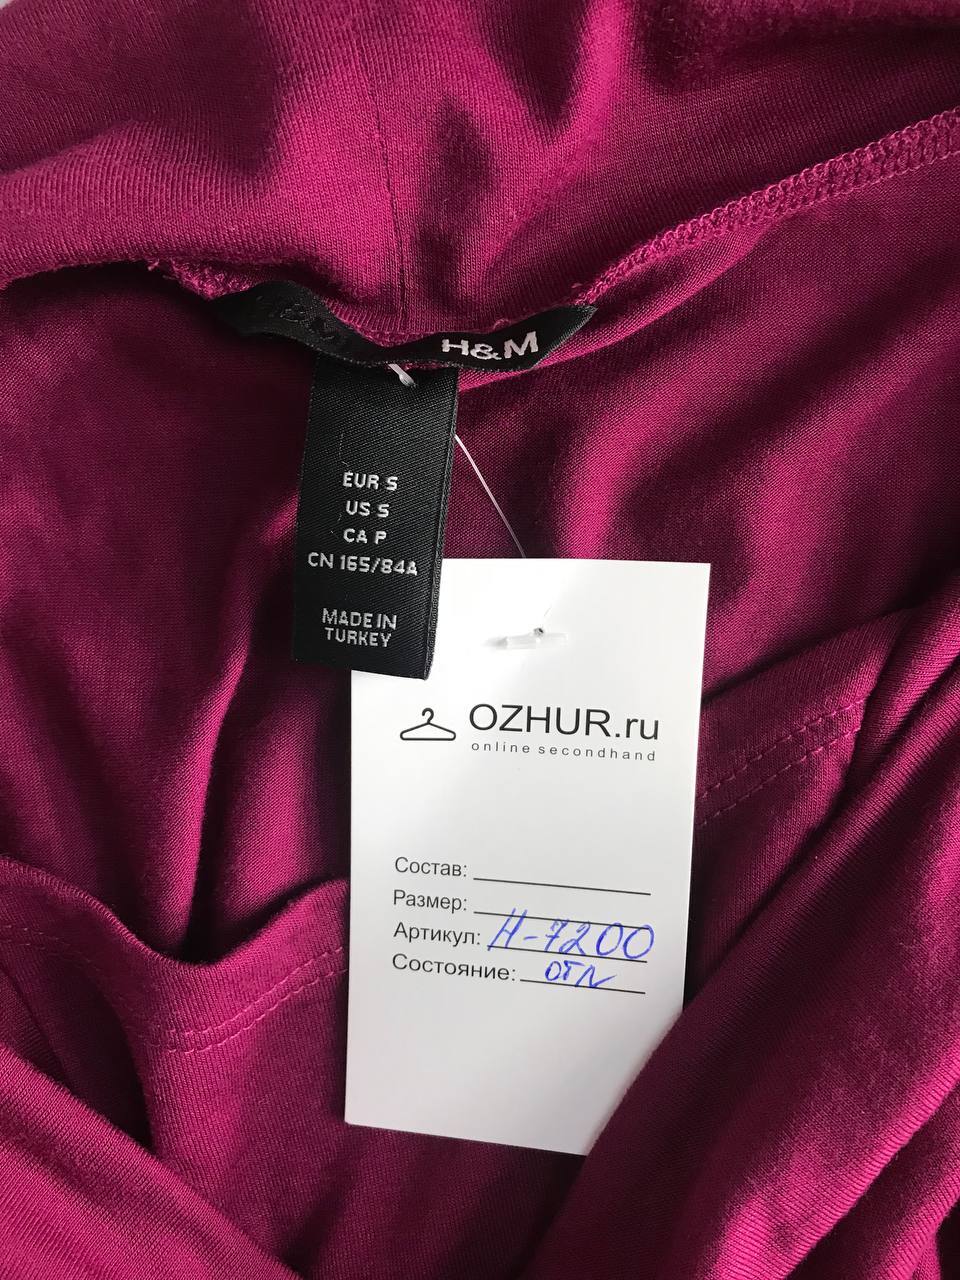 H&M
H&M
EUR S
US S
CA P
CN 165/84A
MADE IN
TURKEY
OZHUR.ru
online secondhand
Состав:
Размер:
Артикул: Н-7200
Состояние: отл